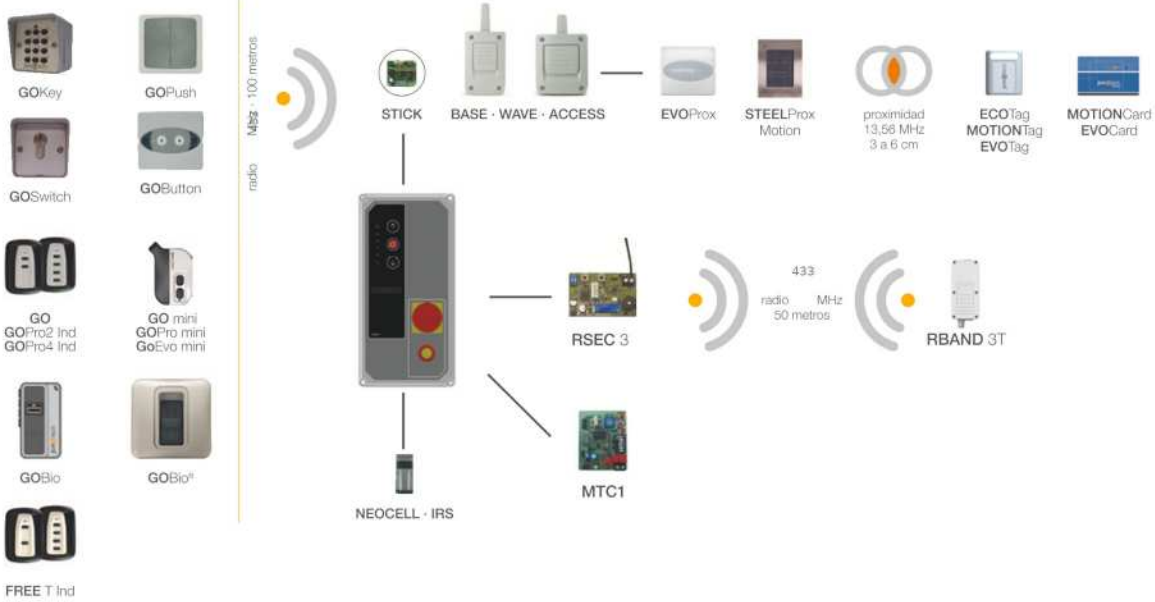 GOKey
GOPush
GOSwitch
GOButton
GO
GOPro2 Ind
GOPro4 Ind
GO mini
GOPro mini
GoEvo mini
GOBio
GOBio
FREE T Ind
radio
433
MHz · 100 metros
STICK
BASE · WAVE · ACCESS
EVOProx
STEELProx
Motion
proximidad
13,56 MHz
3 a 6 cm
ECOTag
MOTIONTag
EVOTag
MOTIONCard
EVOCard
RSEC 3
433
radio MHz
50 metros
RBAND 3T
MTC1
NEOCELL · IRS